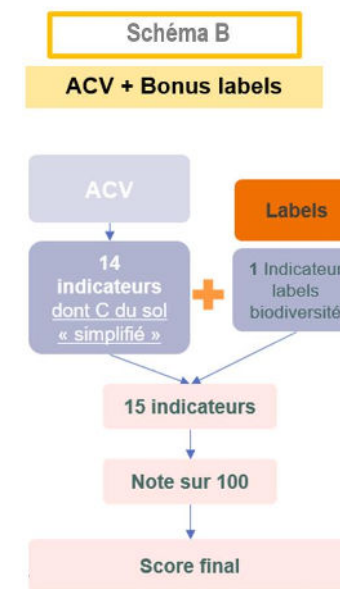 Schéma B
ACV + Bonus labels
ACV
Labels
14
indicateurs
dont C du sol
« simplifié »
1 Indicateur
labels
biodiversité
15 indicateurs
Note sur 100
Score final